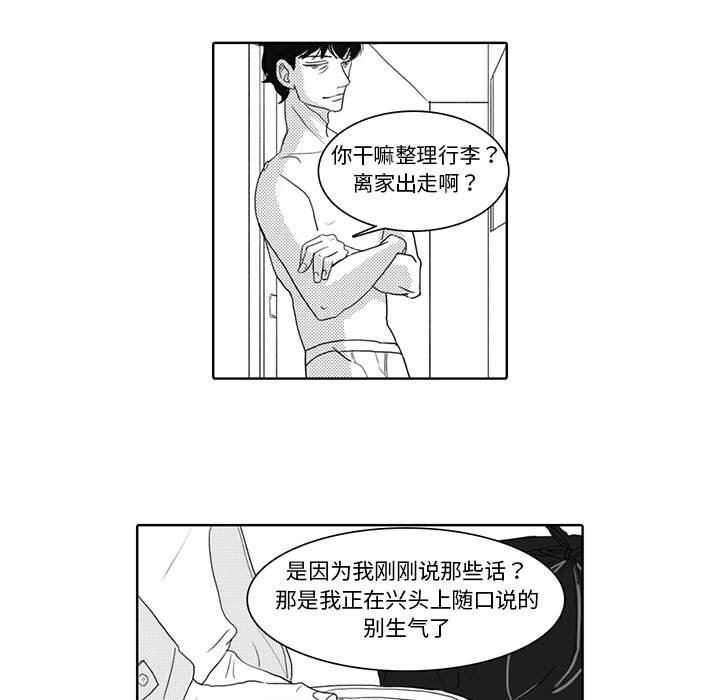 你干嘛整理行李？
离家出走啊？
是因为我刚刚说那些话？
那是我正在兴头上随口说的
别生气了